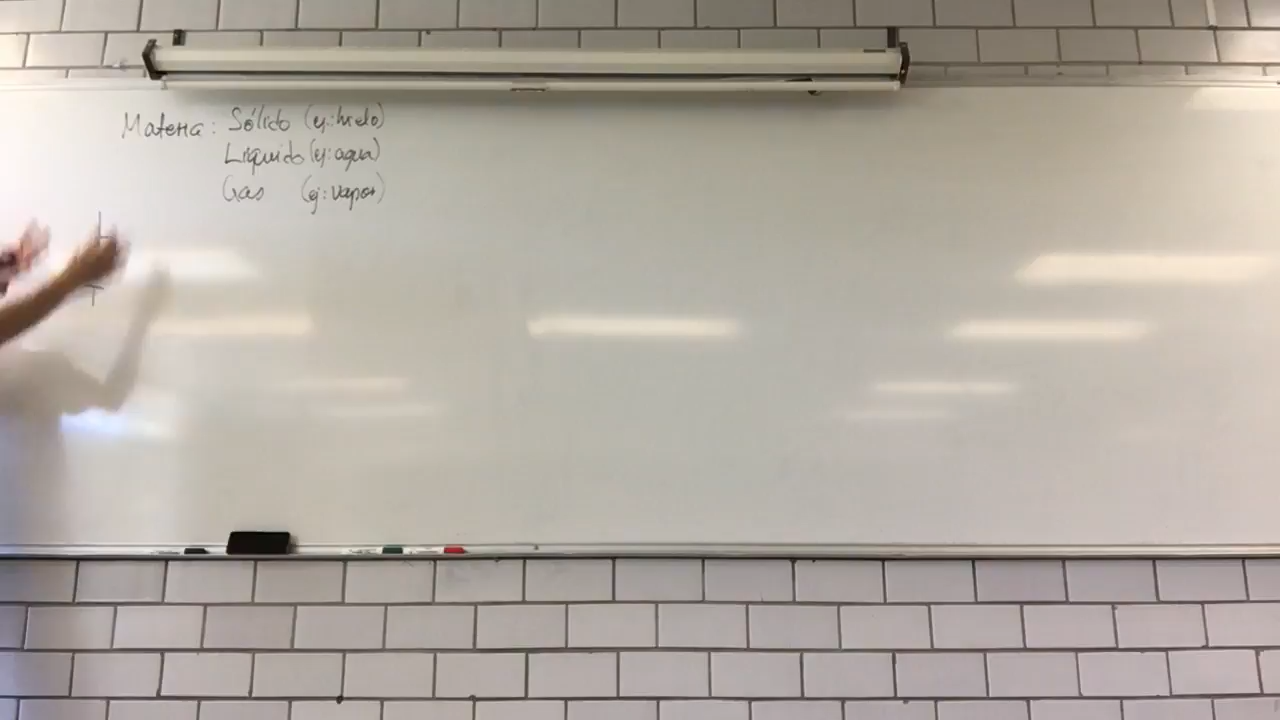 Materia: Sólido (ej: hielo)
Líquido (ej: agua)
Gas (ej: vapor)